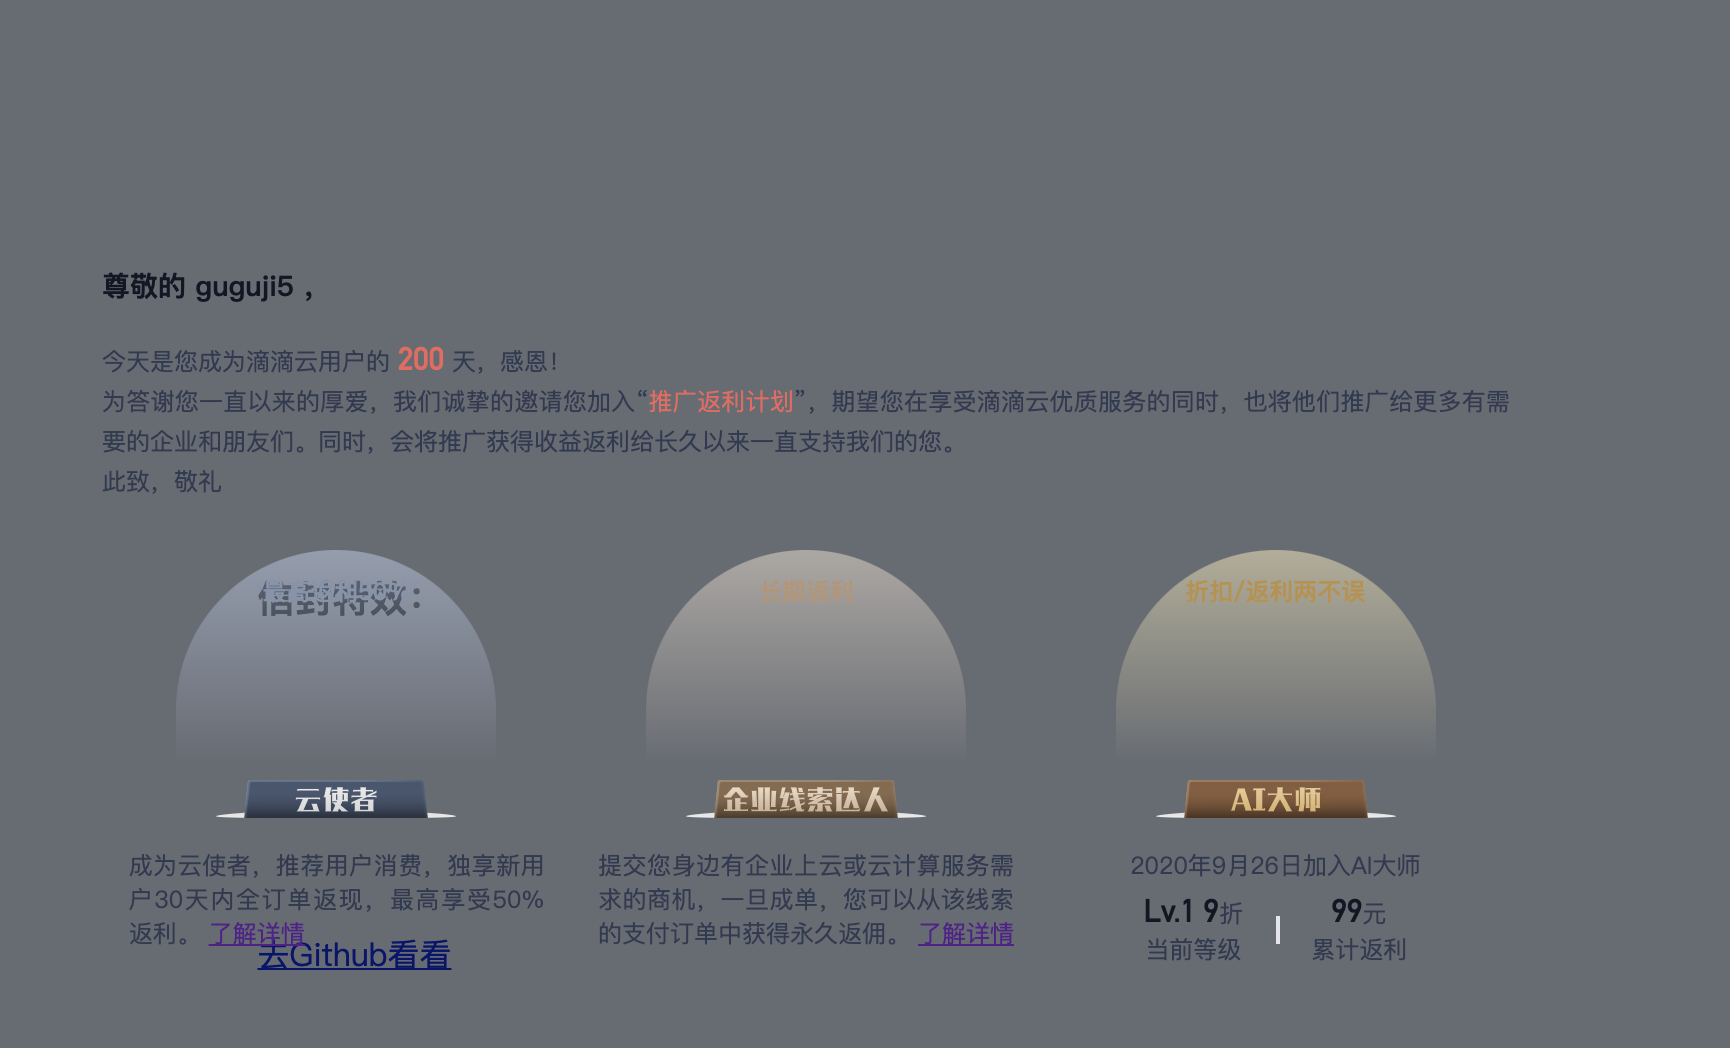 尊敬的 guguji5 ，
今天是您成为滴滴云用户的 200 天，感恩！
为答谢您一直以来的厚爱，我们诚挚的邀请您加入“推广返利计划”，期望您在享受滴滴云优质服务的同时，也将他们推广给更多有需
要的企业和朋友们。同时，会将推广获得收益返利给长久以来一直支持我们的您。
此致，敬礼
信封特效：
长期返利
折扣/返利两不误
云使者
企业线索达人
AI大师
成为云使者，推荐用户消费，独享新用
户30天内全订单返现，最高享受50%
返利。 了解详情
去Github看看
提交您身边有企业上云或云计算服务需
求的商机，一旦成单，您可以从该线索
的支付订单中获得永久返佣。 了解详情
2020年9月26日加入AI大师
Lv.1 9折
当前等级
99元
累计返利